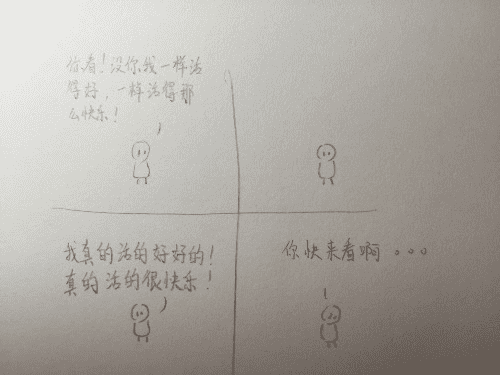 你看！没你我一样活
得好，一样活得那
么快乐！
我真的活的好好的！
真的活的很快乐！
你快来看啊。。。